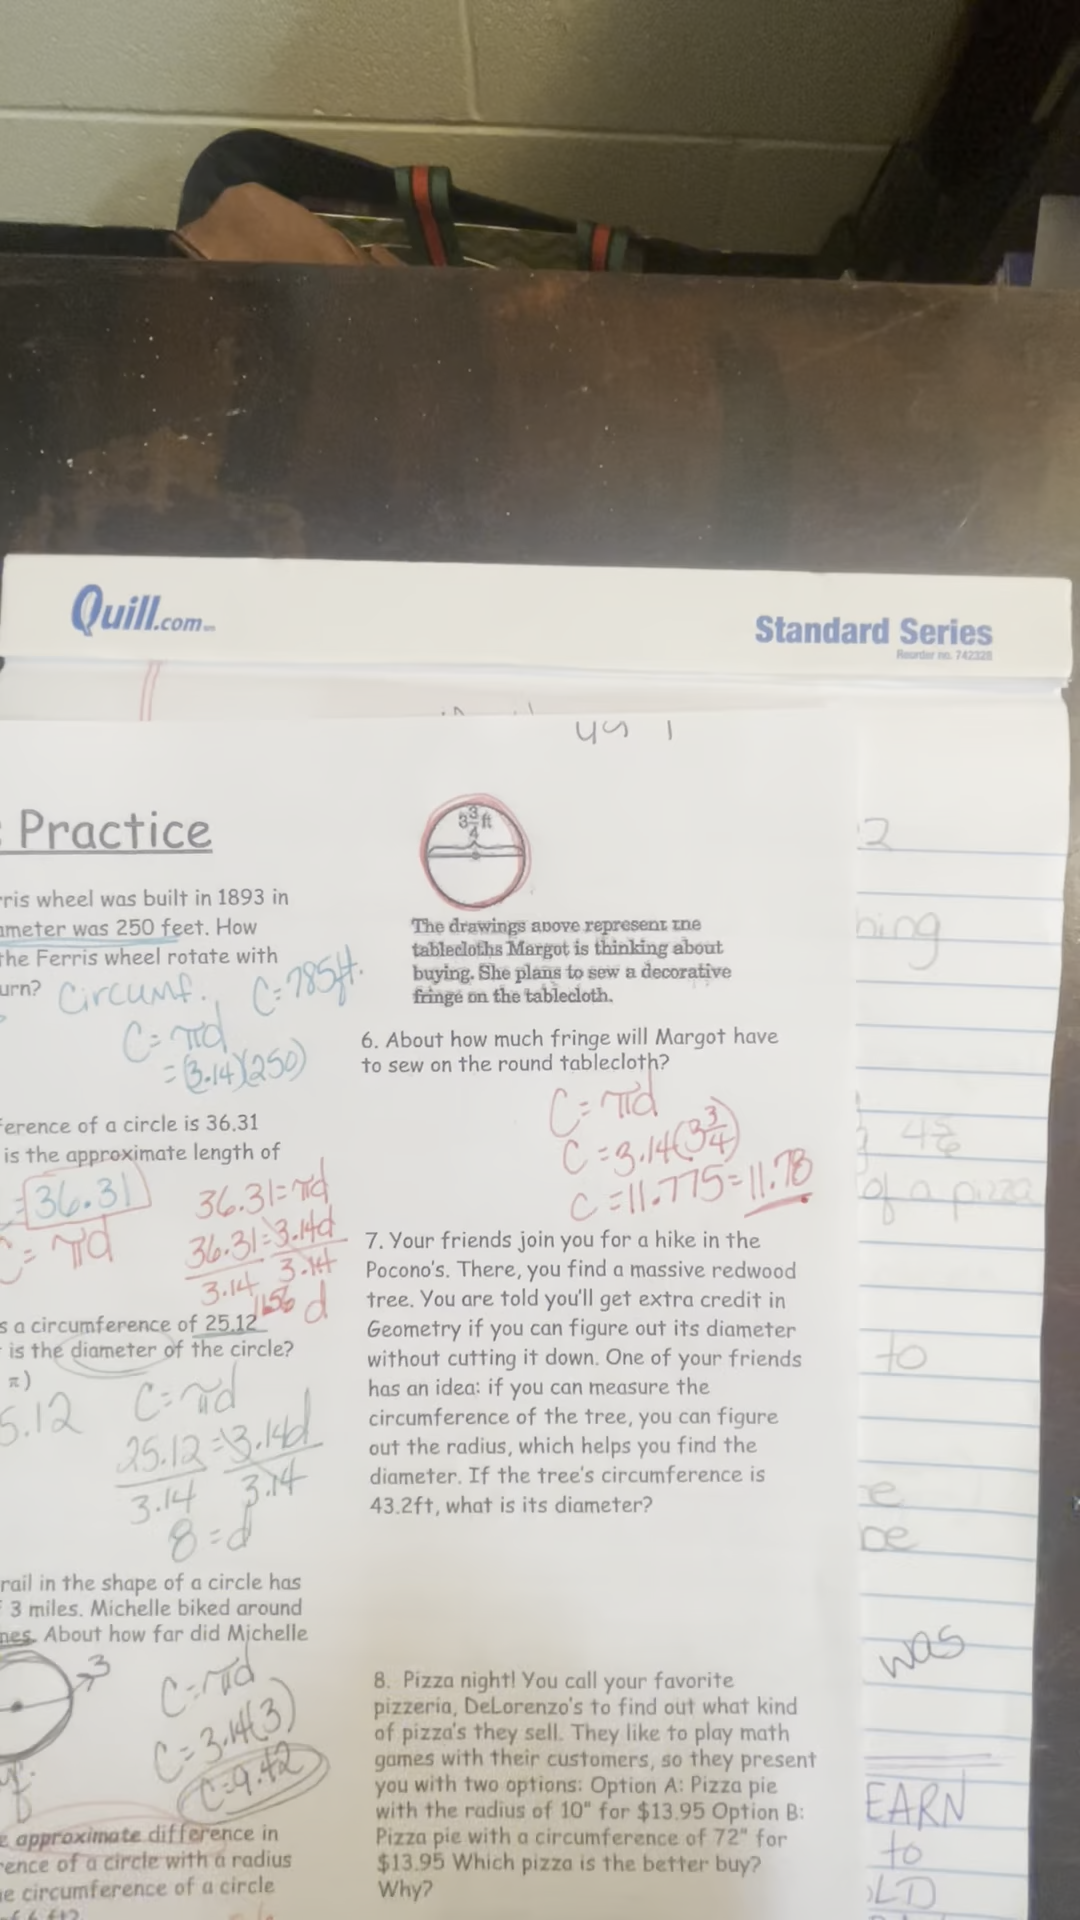 Quill.com
Standard Series
Reorder no. 742328
Practice
rris wheel was built in 1893 in
ameter was 250 feet. How
the Ferris wheel rotate with
urn? Circumf. C=785ft.
C=πd
=(3.14)(250)
ference of a circle is 36.31
is the approximate length of
=36.31
C=πd
36.31=πd
36.31=3.14d
3.14 3.14
d
s a circumference of 25.12
is the diameter of the circle?
π)
5.12
C=πd
25.12=3.14d
3.14 3.14
8=d
rail in the shape of a circle has
3 miles. Michelle biked around
mes. About how far did Michelle
3
C=πd
C=3.14(3)
C=9.42
e approximate difference in
rence of a circle with a radius
he circumference of a circle
3 3/4 ft
The drawings above represent the
tablecloths Margot is thinking about
buying. She plans to sew a decorative
fringe on the tablecloth.
6. About how much fringe will Margot have
to sew on the round tablecloth?
C=πd
C=3.14(3 3/4)
C=11.775=11.78
7. Your friends join you for a hike in the
Pocono's. There, you find a massive redwood
tree. You are told you'll get extra credit in
Geometry if you can figure out its diameter
without cutting it down. One of your friends
has an idea: if you can measure the
circumference of the tree, you can figure
out the radius, which helps you find the
diameter. If the tree's circumference is
43.2ft, what is its diameter?
8. Pizza night! You call your favorite
pizzeria, DeLorenzo's to find out what kind
of pizza's they sell. They like to play math
games with their customers, so they present
you with two options: Option A: Pizza pie
with the radius of 10" for $13.95 Option B:
Pizza pie with a circumference of 72" for
$13.95 Which pizza is the better buy?
Why?
2
hing
of a pizza
to
e
be
was
EARN
to
OLD